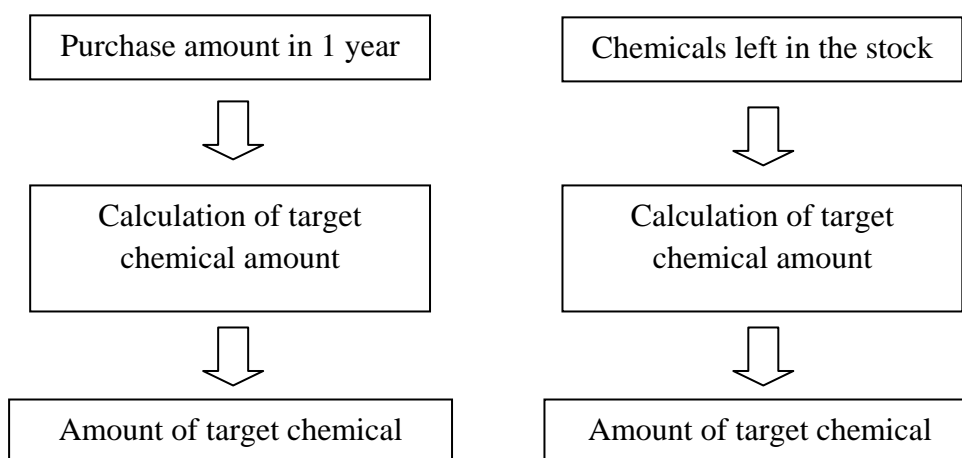 Purchase amount in 1 year
Chemicals left in the stock
Calculation of target
chemical amount
Calculation of target
chemical amount
Amount of target chemical
Amount of target chemical